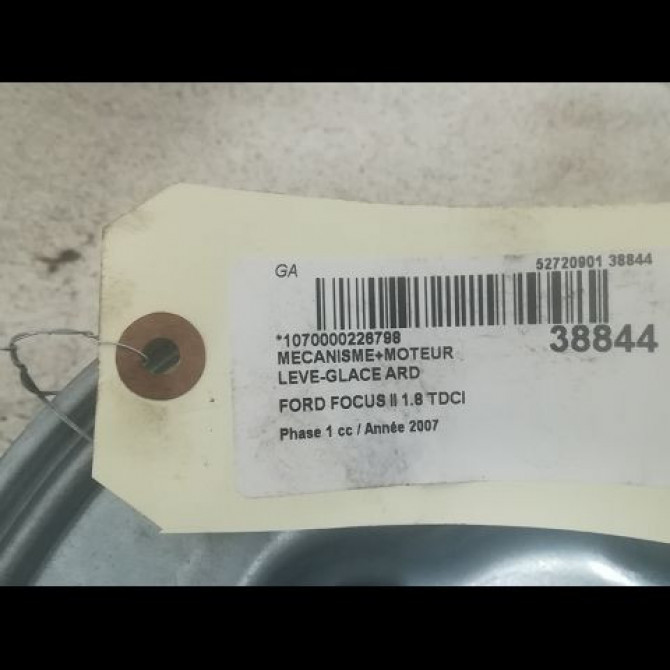 GA
52720901 38844
*1070000226798
38844
MECANISME+MOTEUR
LEVE-GLACE ARD
FORD FOCUS II 1.8 TDCI
Phase 1 cc / Année 2007